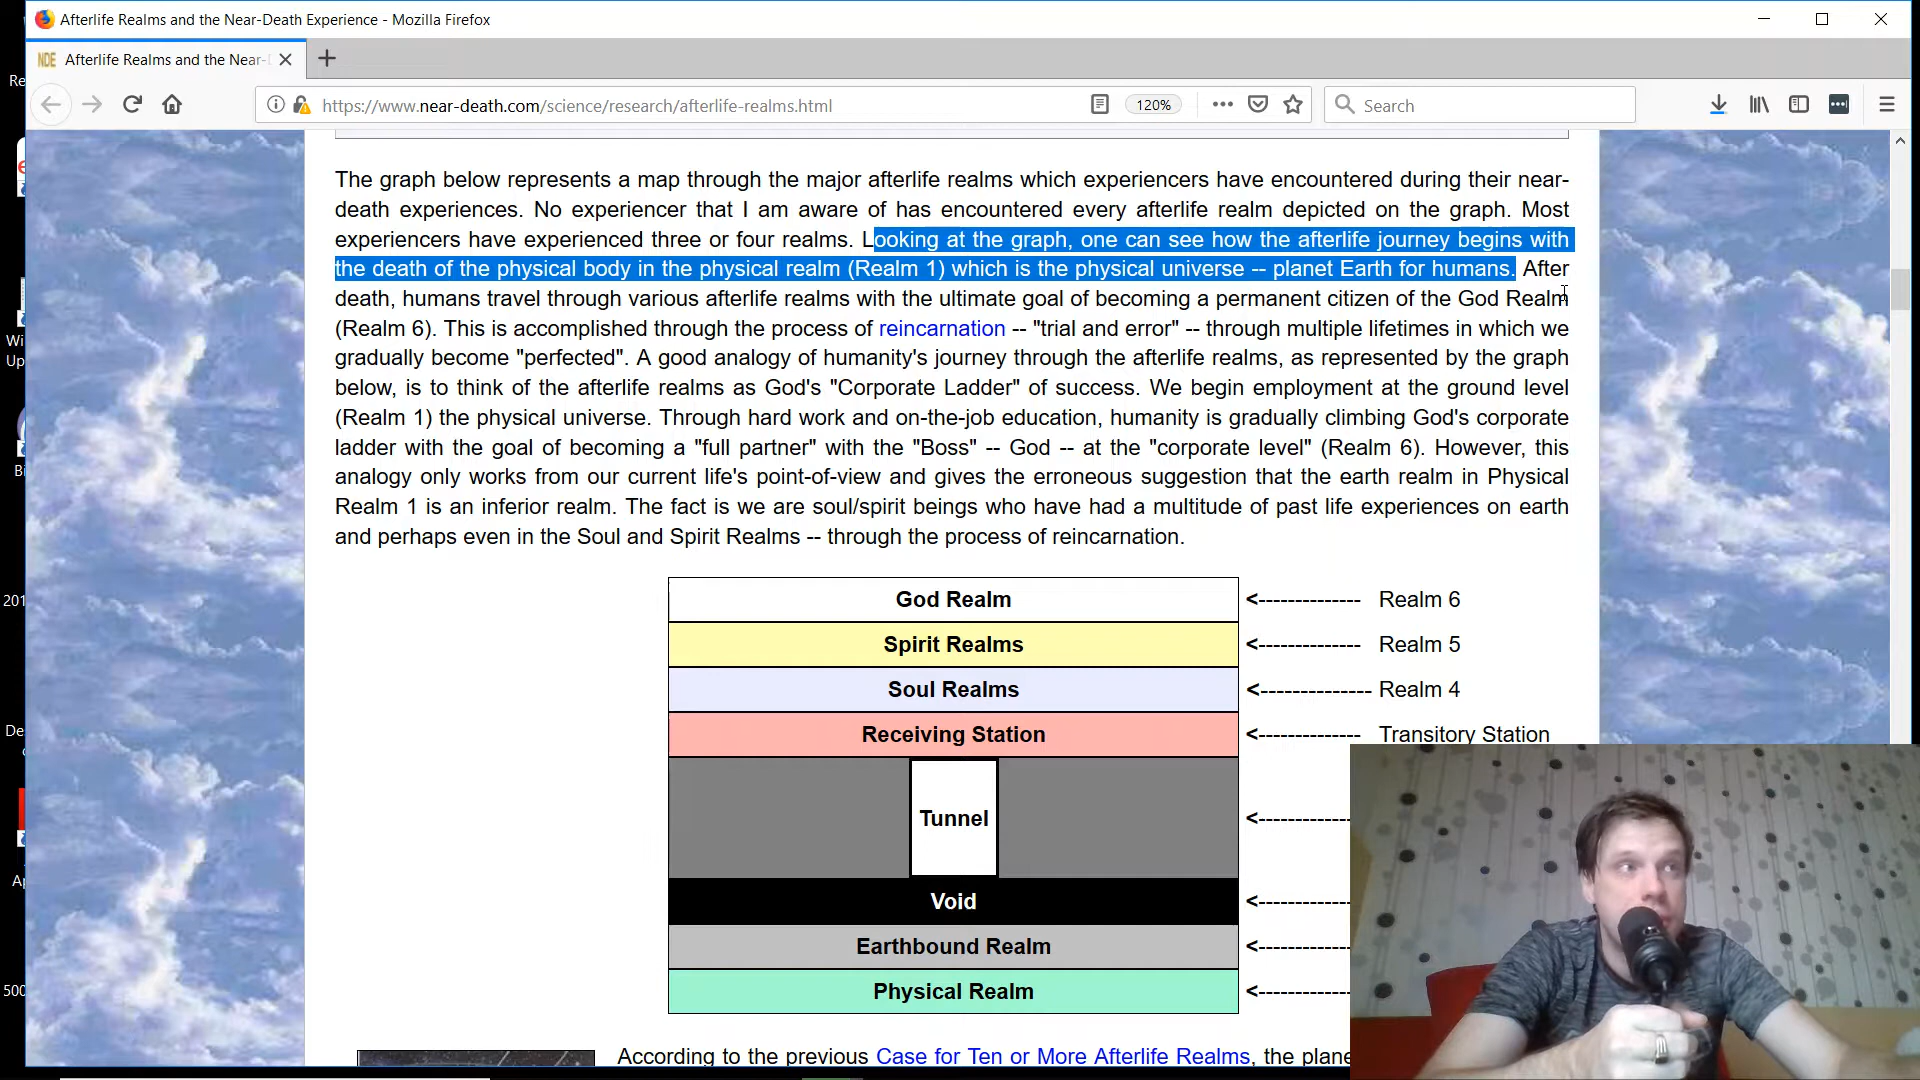 Afterlife Realms and the Near-Death Experience - Mozilla Firefox
NDE Afterlife Realms and the Near-
https://www.near-death.com/science/research/afterlife-realms.html
120%
Search
The graph below represents a map through the major afterlife realms which experiencers have encountered during their near-
death experiences. No experiencer that I am aware of has encountered every afterlife realm depicted on the graph. Most
experiencers have experienced three or four realms. Looking at the graph, one can see how the afterlife journey begins with
the death of the physical body in the physical realm (Realm 1) which is the physical universe -- planet Earth for humans. After
death, humans travel through various afterlife realms with the ultimate goal of becoming a permanent citizen of the God Realm
(Realm 6). This is accomplished through the process of reincarnation -- "trial and error" -- through multiple lifetimes in which we
gradually become "perfected". A good analogy of humanity's journey through the afterlife realms, as represented by the graph
below, is to think of the afterlife realms as God's "Corporate Ladder" of success. We begin employment at the ground level
(Realm 1) the physical universe. Through hard work and on-the-job education, humanity is gradually climbing God's corporate
ladder with the goal of becoming a "full partner" with the "Boss" -- God -- at the "corporate level" (Realm 6). However, this
analogy only works from our current life's point-of-view and gives the erroneous suggestion that the earth realm in Physical
Realm 1 is an inferior realm. The fact is we are soul/spirit beings who have had a multitude of past life experiences on earth
and perhaps even in the Soul and Spirit Realms -- through the process of reincarnation.
God Realm <-------------- Realm 6
Spirit Realms <-------------- Realm 5
Soul Realms <-------------- Realm 4
Receiving Station <-------------- Transitory Station
Tunnel
Void
Earthbound Realm
Physical Realm
According to the previous Case for Ten or More Afterlife Realms, the plane
Re
Wi
Up
Bi
201
De
Ap
500